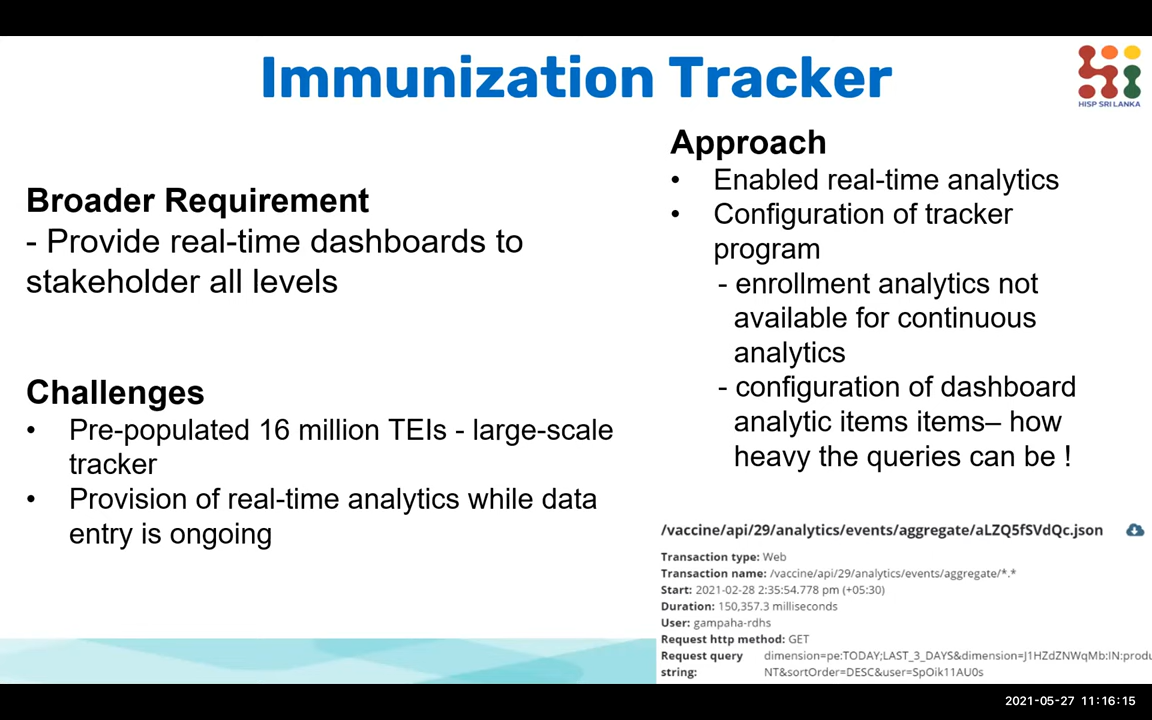 Immunization Tracker
HISP SRI LANKA
Broader Requirement
- Provide real-time dashboards to
stakeholder all levels
Challenges
• Pre-populated 16 million TEIs - large-scale
tracker
• Provision of real-time analytics while data
entry is ongoing
Approach
• Enabled real-time analytics
• Configuration of tracker
program
- enrollment analytics not
available for continuous
analytics
- configuration of dashboard
analytic items items– how
heavy the queries can be !
/vaccine/api/29/analytics/events/aggregate/aLZQ5fSVdQc.json
Transaction type: Web
Transaction name: /vaccine/api/29/analytics/events/aggregate/*.*
Start: 2021-02-28 2:35:54.778 pm (+05:30)
Duration: 150,357.3 milliseconds
User: gampaha-rdhs
Request http method: GET
Request query dimension=pe:TODAY;LAST_3_DAYS&dimension=J1HZdZNWqMb:IN:produ
string: NT&sortOrder=DESC&user=SpOik11AU0s
2021-05-27 11:16:15